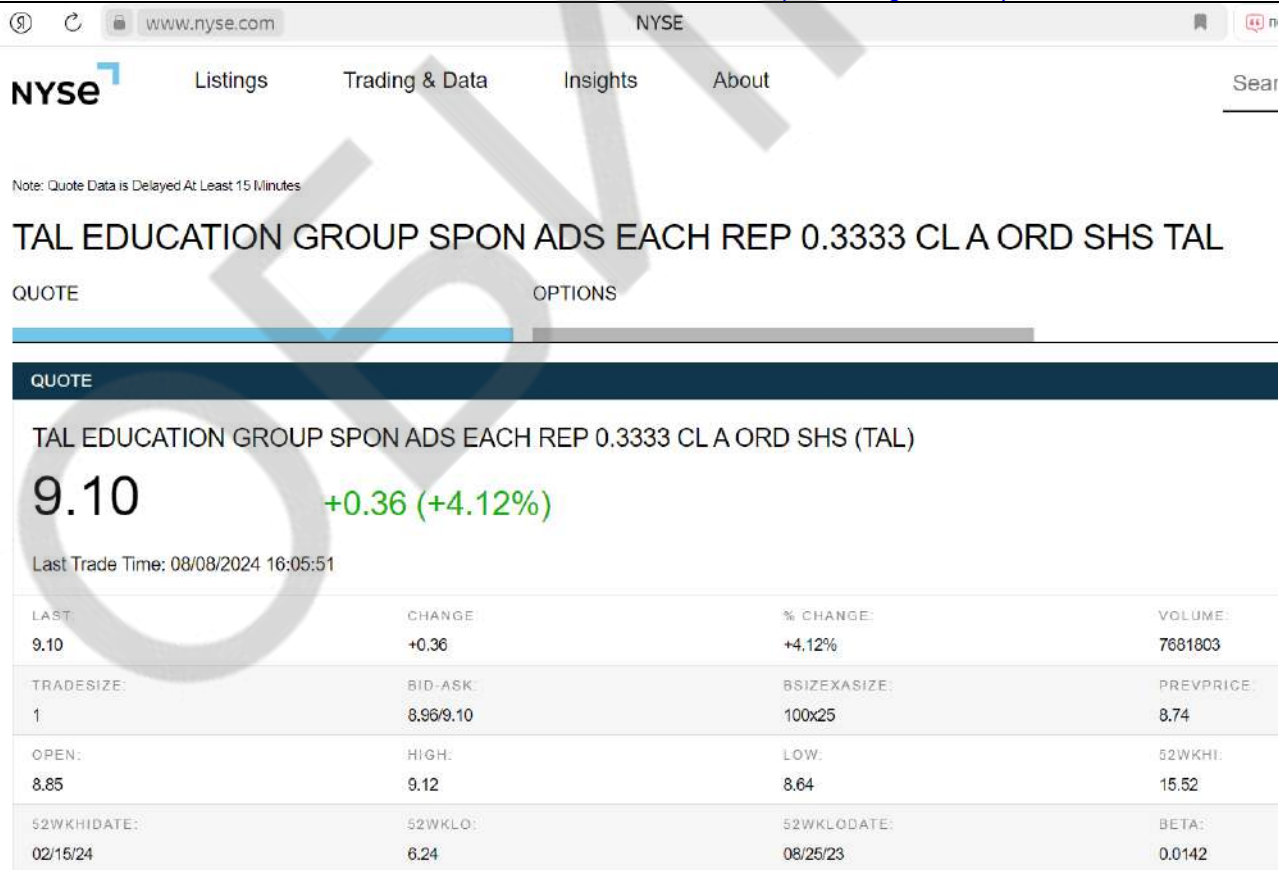 www.nyse.com NYSE
NYSE Listings Trading & Data Insights About Sear
Note: Quote Data is Delayed At Least 15 Minutes
TAL EDUCATION GROUP SPON ADS EACH REP 0.3333 CL A ORD SHS TAL
QUOTE OPTIONS
QUOTE
TAL EDUCATION GROUP SPON ADS EACH REP 0.3333 CL A ORD SHS (TAL)
9.10 +0.36 (+4.12%)
Last Trade Time: 08/08/2024 16:05:51
LAST: CHANGE % CHANGE: VOLUME:
9.10 +0.36 +4.12% 7681803
TRADESIZE: BID-ASK: BSIZEXASIZE: PREVPRICE:
1 8.96/9.10 100x25 8.74
OPEN: HIGH: LOW: 52WKHI:
8.85 9.12 8.64 15.52
52WKHIDATE: 52WKLO: 52WKLODATE: BETA:
02/15/24 6.24 08/25/23 0.0142